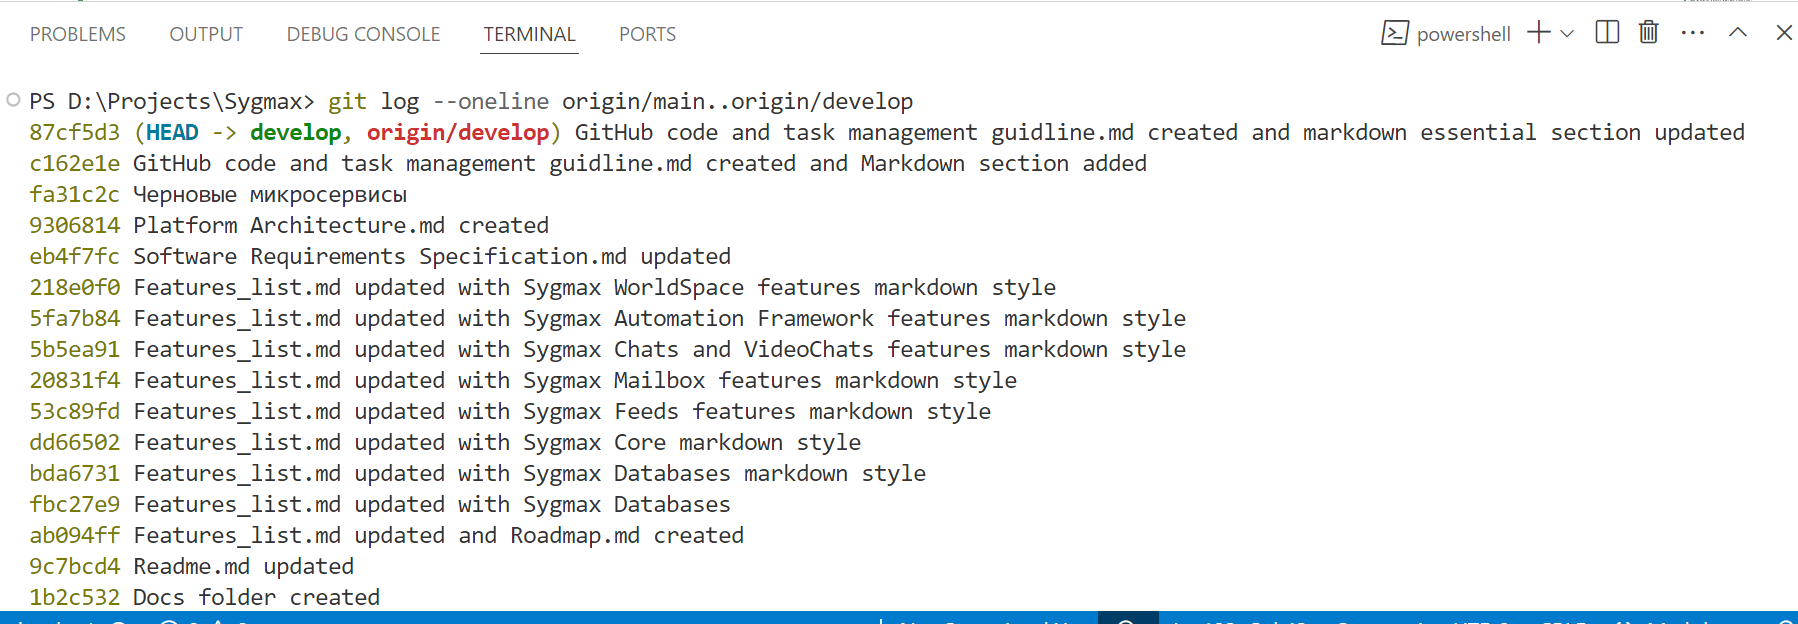 PROBLEMS OUTPUT DEBUG CONSOLE TERMINAL PORTS powershell
PS D:\Projects\Sygmax> git log --oneline origin/main..origin/develop
87cf5d3 (HEAD -> develop, origin/develop) GitHub code and task management guidline.md created and markdown essential section updated
c162e1e GitHub code and task management guidline.md created and Markdown section added
fa31c2c Черновые микросервисы
9306814 Platform Architecture.md created
eb4f7fc Software Requirements Specification.md updated
218e0f0 Features_list.md updated with Sygmax WorldSpace features markdown style
5fa7b84 Features_list.md updated with Sygmax Automation Framework features markdown style
5b5ea91 Features_list.md updated with Sygmax Chats and VideoChats features markdown style
20831f4 Features_list.md updated with Sygmax Mailbox features markdown style
53c89fd Features_list.md updated with Sygmax Feeds features markdown style
dd66502 Features_list.md updated with Sygmax Core markdown style
bda6731 Features_list.md updated with Sygmax Databases markdown style
fbc27e9 Features_list.md updated with Sygmax Databases
ab094ff Features_list.md updated and Roadmap.md created
9c7bcd4 Readme.md updated
1b2c532 Docs folder created